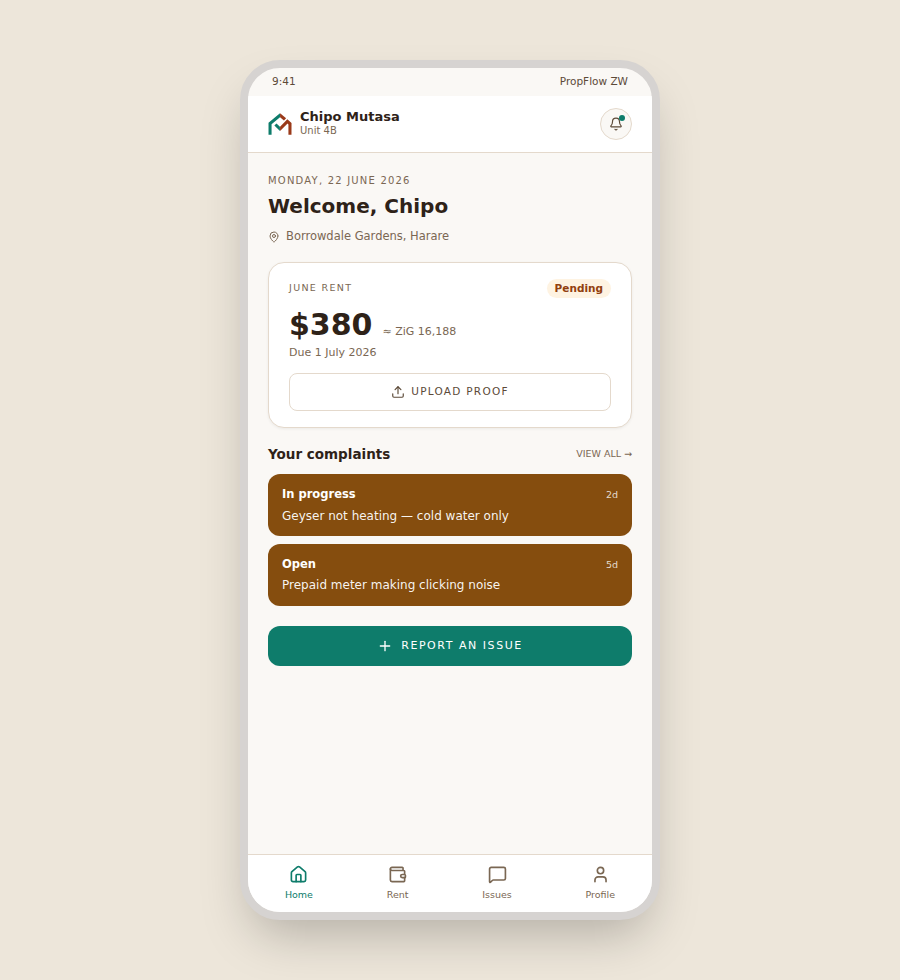 9:41 PropFlow ZW
Chipo Mutasa
Unit 4B
MONDAY, 22 JUNE 2026
Welcome, Chipo
Borrowdale Gardens, Harare
JUNE RENT Pending
$380 ≈ ZiG 16,188
Due 1 July 2026
UPLOAD PROOF
Your complaints VIEW ALL →
In progress 2d
Geyser not heating — cold water only
Open 5d
Prepaid meter making clicking noise
REPORT AN ISSUE
Home Rent Issues Profile